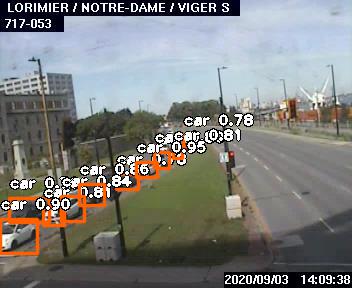 LORIMIER / NOTRE-DAME / VIGER S
717-053
car 0.78
car 0.81
car 0.95
car 0.86
car 0.84
car 0.81
car 0.90
2020/09/03 14:09:38